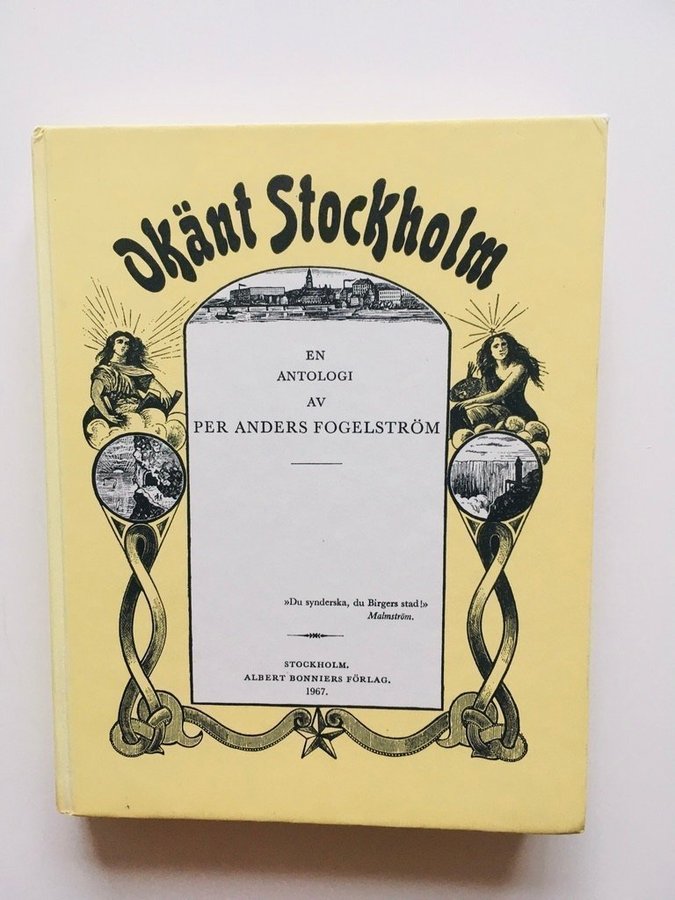 Okänt Stockholm
EN
ANTOLOGI
AV
PER ANDERS FOGELSTRÖM
»Du synderska, du Birgers stad!»
Malmström.
STOCKHOLM.
ALBERT BONNIERS FÖRLAG.
1967.